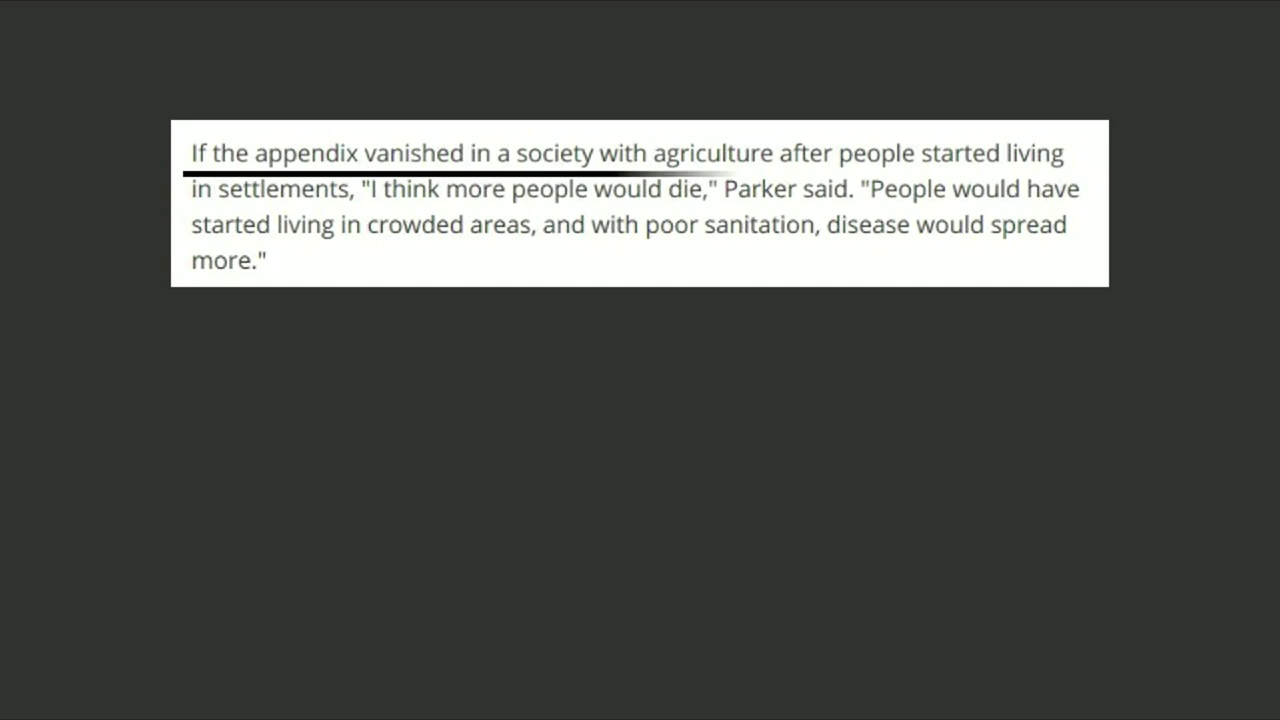 If the appendix vanished in a society with agriculture after people started living
in settlements, "I think more people would die," Parker said. "People would have
started living in crowded areas, and with poor sanitation, disease would spread
more."